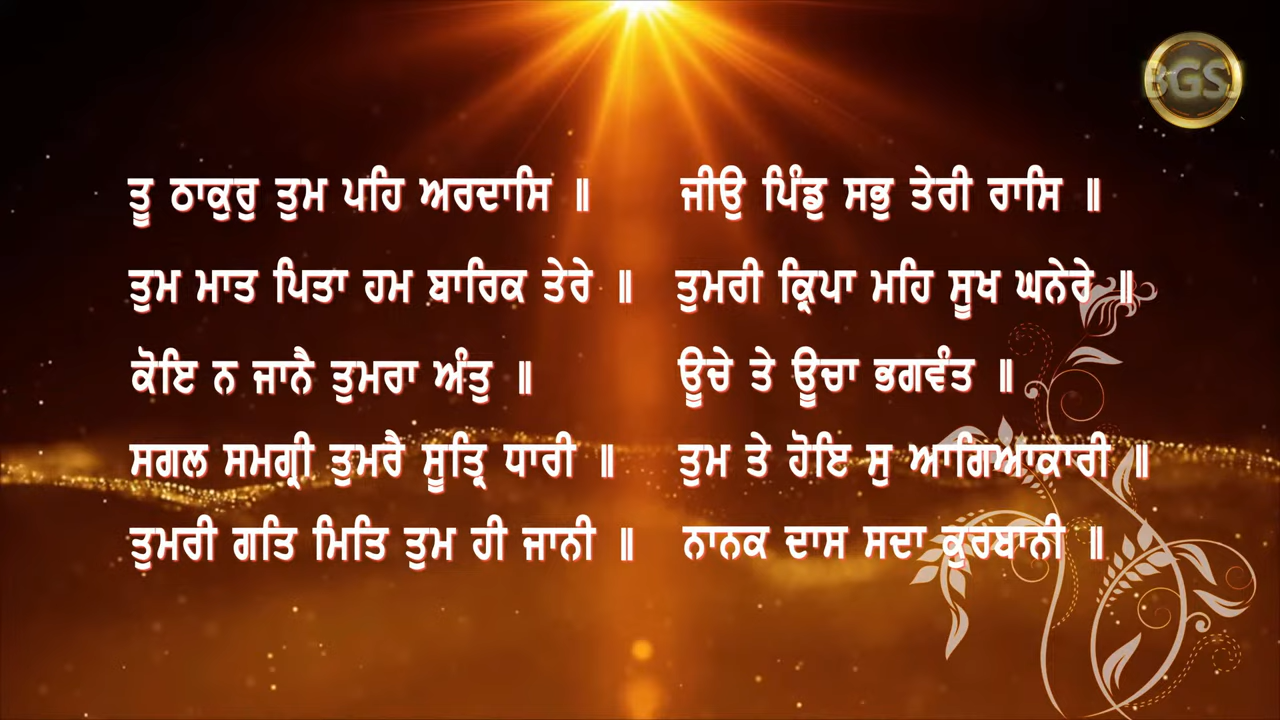 BGSJ
ਤੂ ਠਾਕੁਰੁ ਤੁਮ ਪਹਿ ਅਰਦਾਸਿ ॥ ਜੀਉ ਪਿੰਡੁ ਸਭੁ ਤੇਰੀ ਰਾਸਿ ॥
ਤੁਮ ਮਾਤ ਪਿਤਾ ਹਮ ਬਾਰਿਕ ਤੇਰੇ ॥ ਤੁਮਰੀ ਕ੍ਰਿਪਾ ਮਹਿ ਸੂਖ ਘਨੇਰੇ ॥
ਕੋਇ ਨ ਜਾਨੈ ਤੁਮਰਾ ਅੰਤੁ ॥ ਊਚੇ ਤੇ ਊਚਾ ਭਗਵੰਤ ॥
ਸਗਲ ਸਮਗ੍ਰੀ ਤੁਮਰੈ ਸੂਤ੍ਰਿ ਧਾਰੀ ॥ ਤੁਮ ਤੇ ਹੋਇ ਸੁ ਆਗਿਆਕਾਰੀ ॥
ਤੁਮਰੀ ਗਤਿ ਮਿਤਿ ਤੁਮ ਹੀ ਜਾਨੀ ॥ ਨਾਨਕ ਦਾਸ ਸਦਾ ਕੁਰਬਾਨੀ ॥